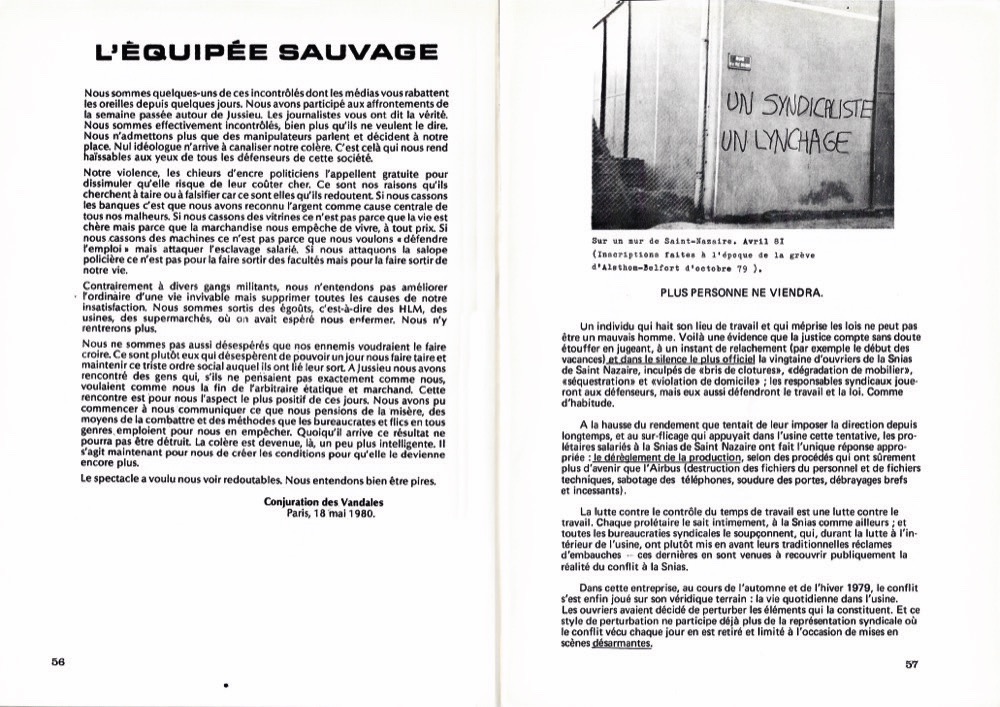 L'ÉQUIPÉE SAUVAGE
Nous sommes quelques-uns de ces incontrôlés dont les médias vous rabattent
les oreilles depuis quelques jours. Nous avons participé aux affrontements de
la semaine passée autour de Jussieu. Les journalistes vous ont dit la vérité.
Nous sommes effectivement incontrôlés, bien plus qu'ils ne veulent le dire.
Nous n'admettons plus que des manipulateurs parlent et décident à notre
place. Nul idéologue n'arrive à canaliser notre colère. C'est celà qui nous rend
haïssables aux yeux de tous les défenseurs de cette société.
Notre violence, les chieurs d'encre politiciens l'appellent gratuite pour
dissimuler qu'elle risque de leur coûter cher. Ce sont nos raisons qu'ils
cherchent à taire ou à falsifier car ce sont elles qu'ils redoutent. Si nous cassons
les banques c'est que nous avons reconnu l'argent comme cause centrale de
tous nos malheurs. Si nous cassons des vitrines ce n'est pas parce que la vie est
chère mais parce que la marchandise nous empêche de vivre, à tout prix. Si
nous cassons des machines ce n'est pas parce que nous voulons « défendre
l'emploi » mais attaquer l'esclavage salarié. Si nous attaquons la salope
policière ce n'est pas pour la faire sortir des facultés mais pour la faire sortir de
notre vie.
Contrairement à divers gangs militants, nous n'entendons pas améliorer
l'ordinaire d'une vie invivable mais supprimer toutes les causes de notre
insatisfaction. Nous sommes sortis des égoûts, c'est-à-dire des HLM, des
usines, des supermarchés, où on avait espéré nous enfermer. Nous n'y
rentrerons plus.
Nous ne sommes pas aussi désespérés que nos ennemis voudraient le faire
croire. Ce sont plutôt eux qui désespèrent de pouvoir un jour nous faire taire et
maintenir ce triste ordre social auquel ils ont lié leur sort. A Jussieu nous avons
rencontré des gens qui, s'ils ne pensaient pas exactement comme nous,
voulaient comme nous la fin de l'arbitraire étatique et marchand. Cette
rencontre est pour nous l'aspect le plus positif de ces jours. Nous avons pu
commencer à nous communiquer ce que nous pensions de la misère, des
moyens de la combattre et des méthodes que les bureaucrates et flics en tous
genres emploient pour nous en empêcher. Quoiqu'il arrive ce résultat ne
pourra pas être détruit. La colère est devenue, là, un peu plus intelligente. Il
s'agit maintenant pour nous de créer les conditions pour qu'elle le devienne
encore plus.
Le spectacle a voulu nous voir redoutables. Nous entendons bien être pires.
Conjuration des Vandales
Paris, 18 mai 1980.
56
UN SYNDICALISTE
UN LYNCHAGE
Sur un mur de Saint-Nazaire. Avril 8I
(Inscriptions faites à l'époque de la grève
d'Alsthom-Belfort d'octobre 79 ).
PLUS PERSONNE NE VIENDRA.
Un individu qui hait son lieu de travail et qui méprise les lois ne peut pas
être un mauvais homme. Voilà une évidence que la justice compte sans doute
étouffer en jugeant, à un instant de relachement (par exemple le début des
vacances) et dans le silence le plus officiel la vingtaine d'ouvriers de la Snias
de Saint Nazaire, inculpés de «bris de clotures», «dégradation de mobilier»,
«séquestration» et «violation de domicile» ; les responsables syndicaux joue-
ront aux défenseurs, mais eux aussi défendront le travail et la loi. Comme
d'habitude.
A la hausse du rendement que tentait de leur imposer la direction depuis
longtemps, et au sur-flicage qui appuyait dans l'usine cette tentative, les pro-
létaires salariés à la Snias de Saint Nazaire ont fait l'unique réponse appro-
priée : le dérèglement de la production, selon des procédés qui ont sûrement
plus d'avenir que l'Airbus (destruction des fichiers du personnel et de fichiers
techniques, sabotage des téléphones, soudure des portes, débrayages brefs
et incessants).
La lutte contre le contrôle du temps de travail est une lutte contre le
travail. Chaque prolétaire le sait intimement, à la Snias comme ailleurs ; et
toutes les bureaucraties syndicales le soupçonnent, qui, durant la lutte à l'in-
térieur de l'usine, ont plutôt mis en avant leurs traditionnelles réclames
d'embauches — ces dernières en sont venues à recouvrir publiquement la
réalité du conflit à la Snias.
Dans cette entreprise, au cours de l'automne et de l'hiver 1979, le conflit
s'est enfin joué sur son véridique terrain : la vie quotidienne dans l'usine.
Les ouvriers avaient décidé de perturber les éléments qui la constituent. Et ce
style de perturbation ne participe déjà plus de la représentation syndicale où
le conflit vécu chaque jour en est retiré et limité à l'occasion de mises en
scènes désarmantes.
57